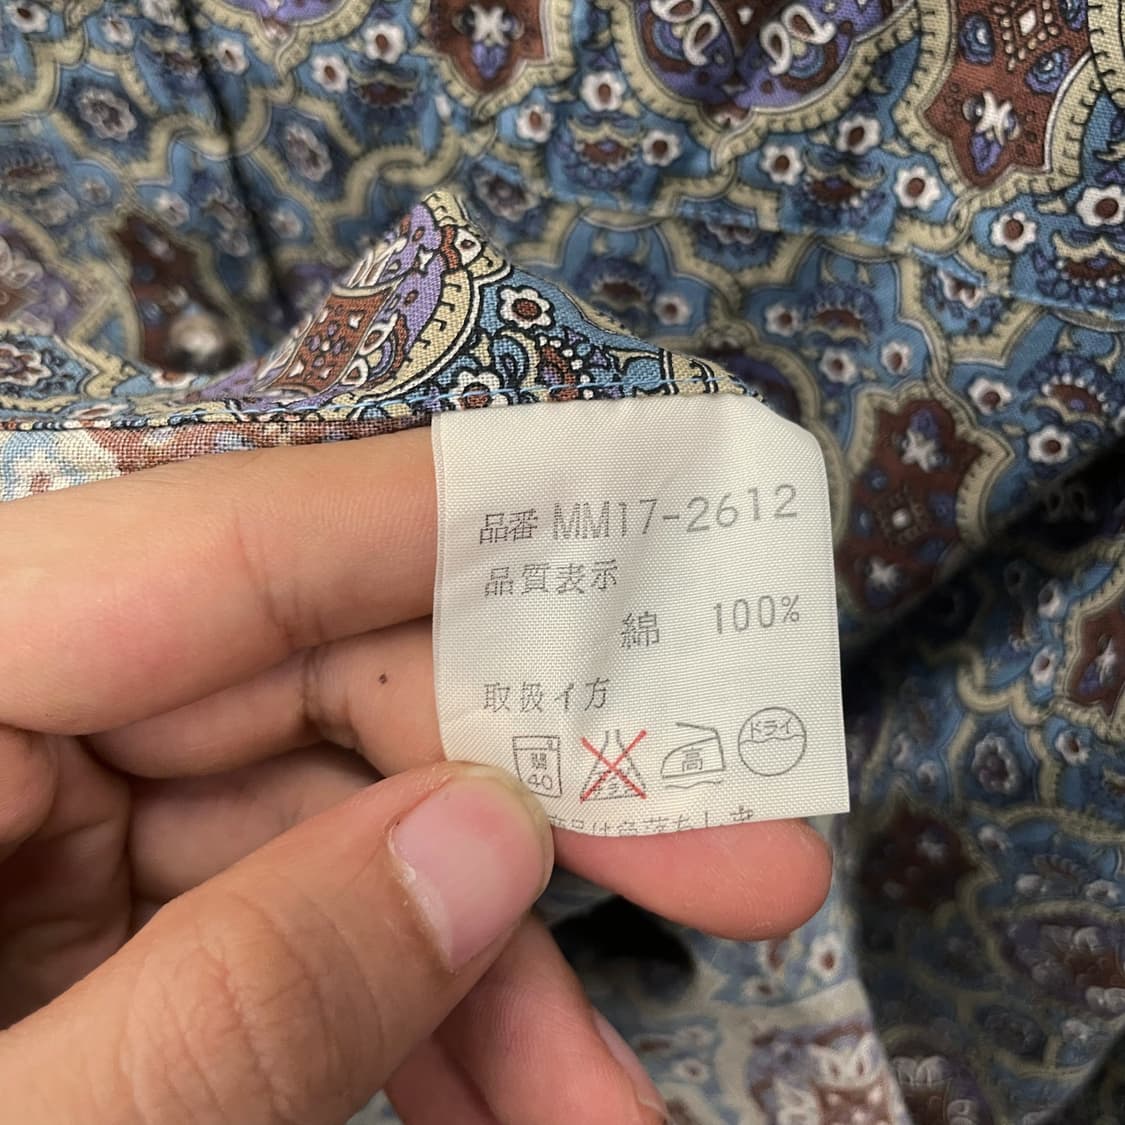 品番 MM17-2612
品質表示
綿 100%
取扱イ方
40 高 ドライ